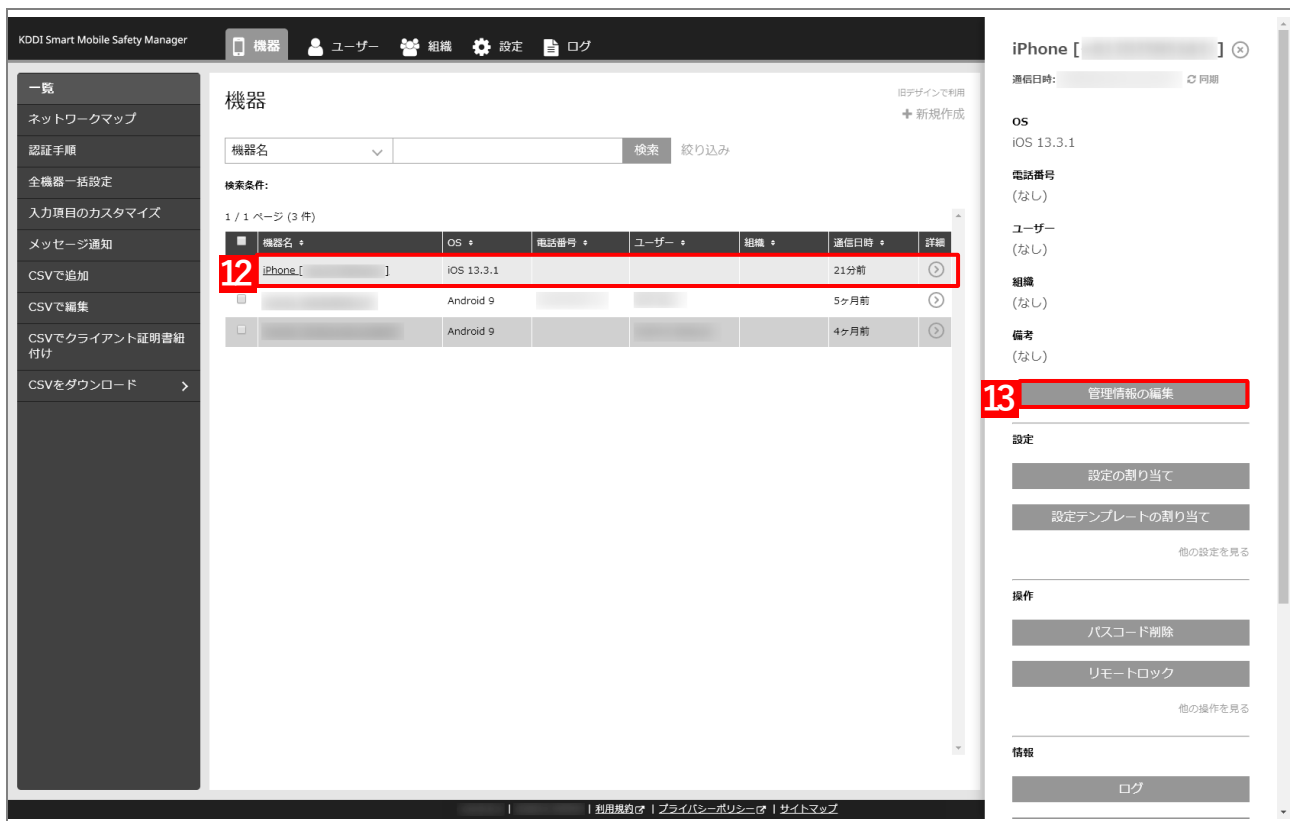 KDDI Smart Mobile Safety Manager
機器 ユーザー 組織 設定 ログ
一覧
ネットワークマップ
認証手順
全機器一括設定
入力項目のカスタマイズ
メッセージ通知
CSVで追加
CSVで編集
CSVでクライアント証明書紐
付け
CSVをダウンロード
機器
旧デザインで利用
+ 新規作成
機器名
検索 絞り込み
検索条件:
1 / 1 ページ (3 件)
機器名 OS 電話番号 ユーザー 組織 通信日時 詳細
12 iPhone [ ] iOS 13.3.1 21分前
Android 9 5ヶ月前
Android 9 4ヶ月前
iPhone [ ]
通信日時: 同期
OS
iOS 13.3.1
電話番号
(なし)
ユーザー
(なし)
組織
(なし)
備考
(なし)
13 管理情報の編集
設定
設定の割り当て
設定テンプレートの割り当て
他の設定を見る
操作
パスコード削除
リモートロック
他の操作を見る
情報
ログ
| | 利用規約 | プライバシーポリシー | サイトマップ